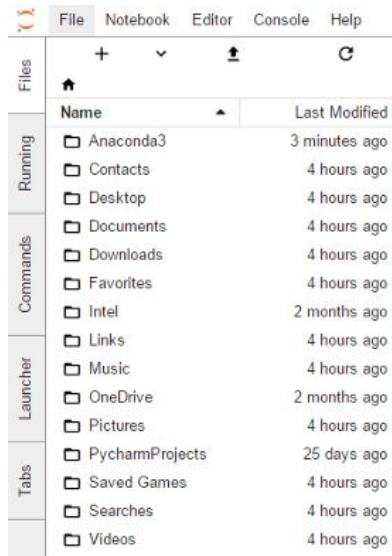 File Notebook Editor Console Help
Name Last Modified
Anaconda3 3 minutes ago
Contacts 4 hours ago
Desktop 4 hours ago
Documents 4 hours ago
Downloads 4 hours ago
Favorites 4 hours ago
Intel 2 months ago
Links 4 hours ago
Music 4 hours ago
OneDrive 2 months ago
Pictures 4 hours ago
PycharmProjects 25 days ago
Saved Games 4 hours ago
Searches 4 hours ago
Videos 4 hours ago
Files
Running
Commands
Launcher
Tabs